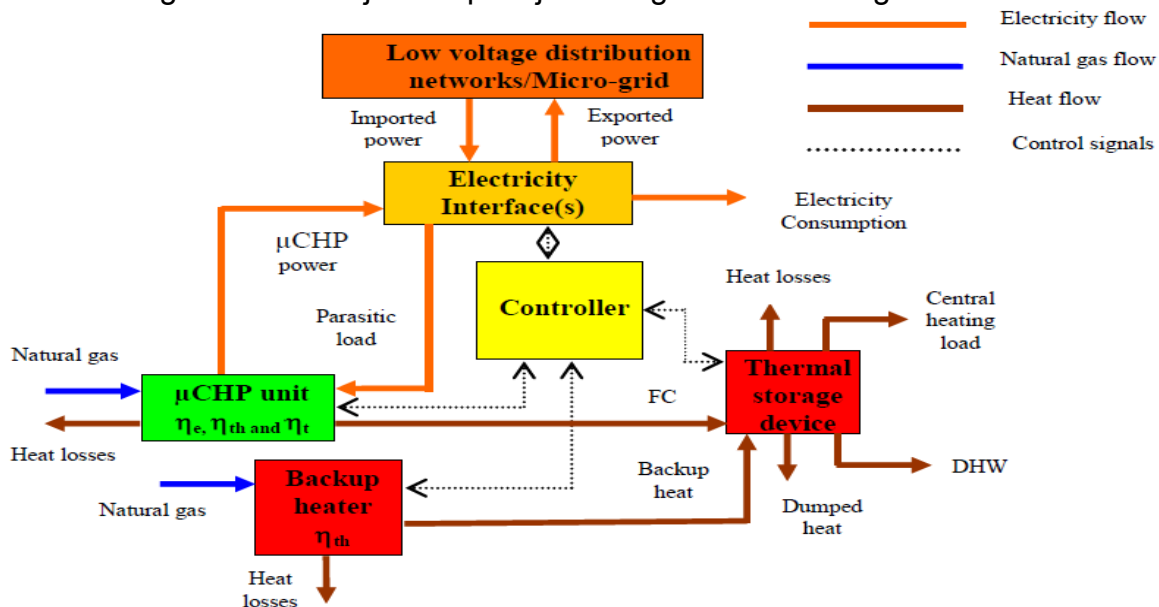 Electricity flow
Natural gas flow
Heat flow
Control signals
Low voltage distribution
networks/Micro-grid
Imported
power
Exported
power
Electricity
Interface(s)
Electricity
Consumption
µCHP
power
Parasitic
load
Controller
Heat losses
Central
heating
load
Natural gas
µCHP unit
ηe, ηth and ηt
FC
Thermal
storage
device
Heat losses
Backup
heat
DHW
Natural gas
Backup
heater
ηth
Dumped
heat
Heat
losses